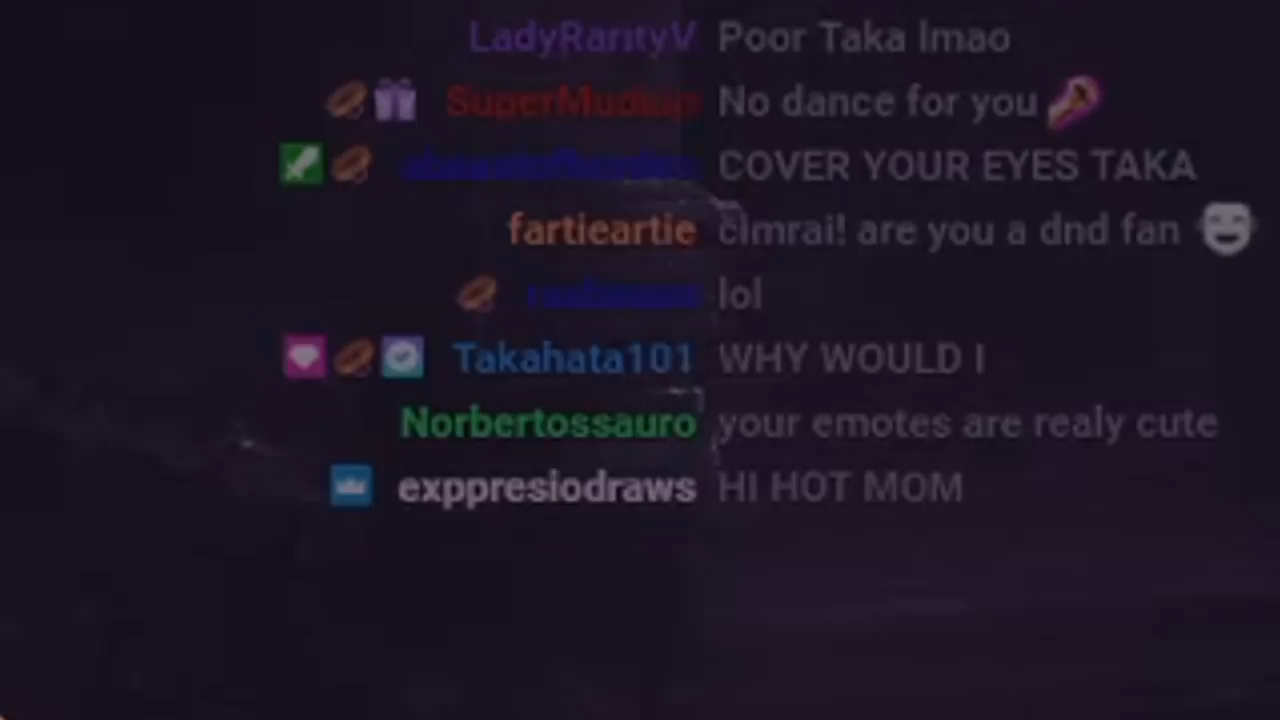 LadyRarityV Poor Taka lmao
SuperMudkip No dance for you
COVER YOUR EYES TAKA
fartieartie cimrai! are you a dnd fan
lol
Takahata101 WHY WOULD I
Norbertossauro your emotes are realy cute
exppresiodraws HI HOT MOM